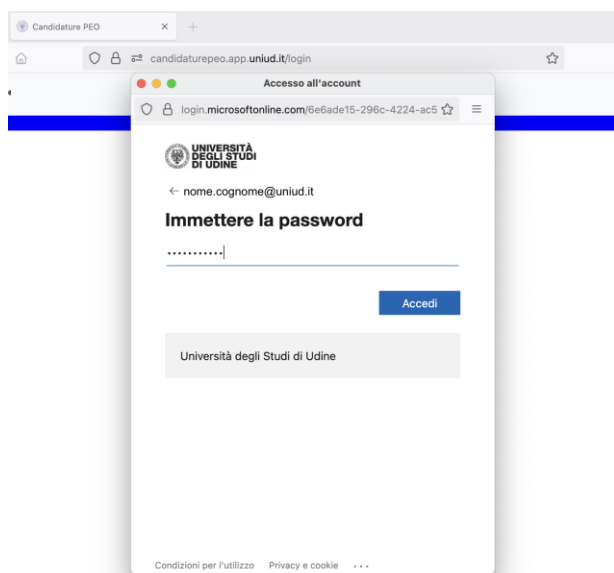 Candidature PEO
candidaturepeo.app.uniud.it/login
Accesso all'account
login.microsoftonline.com/6e6ade15-296c-4224-ac5
UNIVERSITÀ
DEGLI STUDI
DI UDINE
nome.cognome@uniud.it
Immettere la password
Accedi
Università degli Studi di Udine
Condizioni per l'utilizzo Privacy e cookie ...